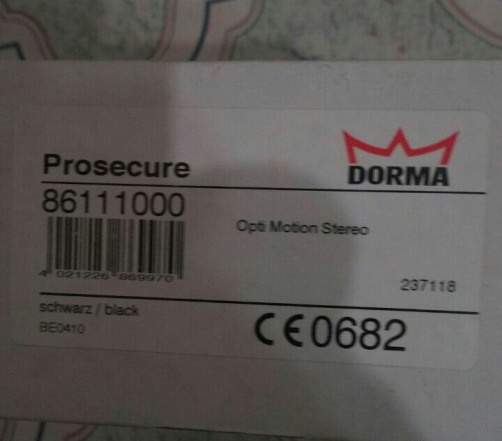 Prosecure
DORMA
86111000
Opti Motion Stereo
4 021226 869970
237118
schwarz / black
BE0410
CE0682